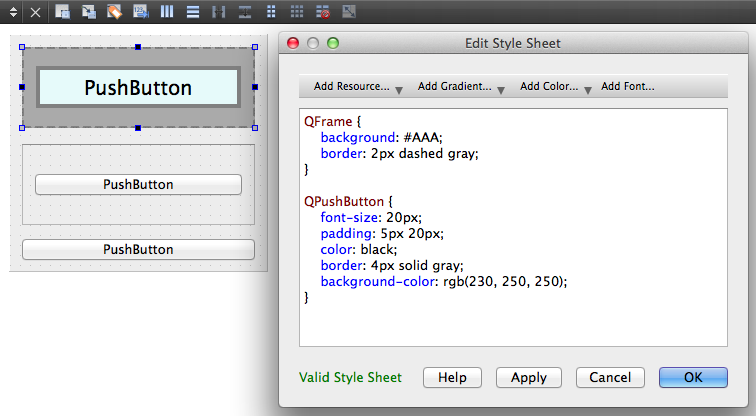 PushButton
PushButton
PushButton
Edit Style Sheet
Add Resource... Add Gradient... Add Color... Add Font...
QFrame {
background: #AAA;
border: 2px dashed gray;
}
QPushButton {
font-size: 20px;
padding: 5px 20px;
color: black;
border: 4px solid gray;
background-color: rgb(230, 250, 250);
}
Valid Style Sheet Help Apply Cancel OK